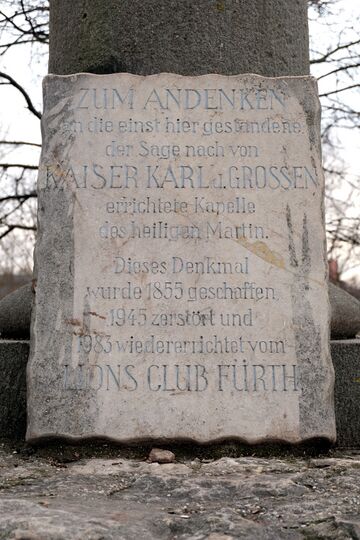 ZUM ANDENKEN
an die einst hier gestandene
der Sage nach von
KAISER KARL d. GROSSEN
errichtete Kapelle
des heiligen Martin.
Dieses Denkmal
wurde 1855 geschaffen,
1945 zerstört und
1983 wiedererrichtet vom
LIONS CLUB FÜRTH